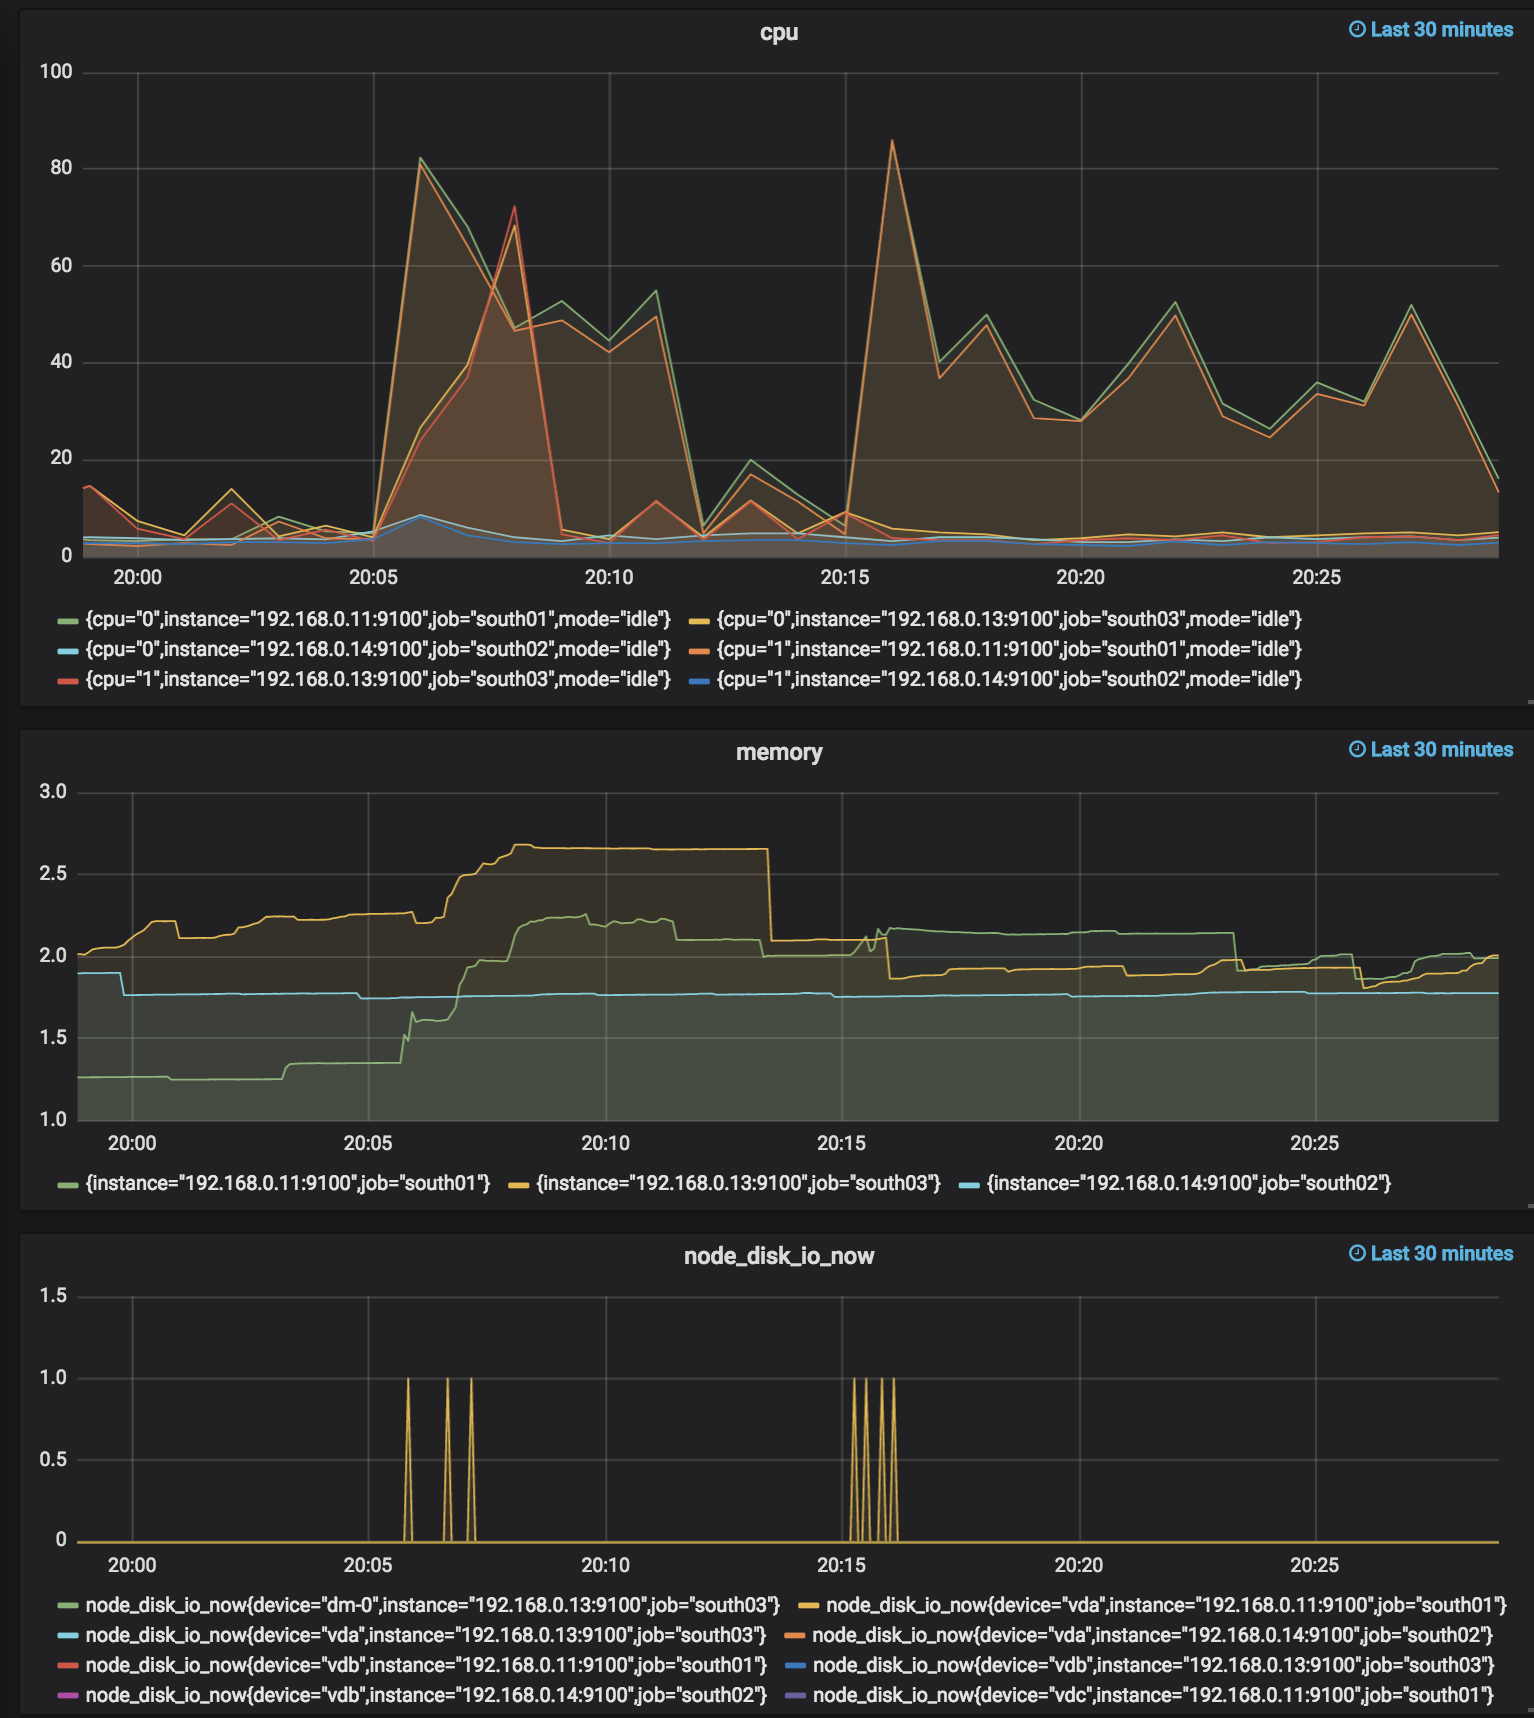 cpu
Last 30 minutes
100
80
60
40
20
0
20:00 20:05 20:10 20:15 20:20 20:25
{cpu="0",instance="192.168.0.11:9100",job="south01",mode="idle"} {cpu="0",instance="192.168.0.13:9100",job="south03",mode="idle"}
{cpu="0",instance="192.168.0.14:9100",job="south02",mode="idle"} {cpu="1",instance="192.168.0.11:9100",job="south01",mode="idle"}
{cpu="1",instance="192.168.0.13:9100",job="south03",mode="idle"} {cpu="1",instance="192.168.0.14:9100",job="south02",mode="idle"}
memory
Last 30 minutes
3.0
2.5
2.0
1.5
1.0
20:00 20:05 20:10 20:15 20:20 20:25
{instance="192.168.0.11:9100",job="south01"} {instance="192.168.0.13:9100",job="south03"} {instance="192.168.0.14:9100",job="south02"}
node_disk_io_now
Last 30 minutes
1.5
1.0
0.5
0
20:00 20:05 20:10 20:15 20:20 20:25
node_disk_io_now{device="dm-0",instance="192.168.0.13:9100",job="south03"} node_disk_io_now{device="vda",instance="192.168.0.11:9100",job="south01"}
node_disk_io_now{device="vda",instance="192.168.0.13:9100",job="south03"} node_disk_io_now{device="vda",instance="192.168.0.14:9100",job="south02"}
node_disk_io_now{device="vdb",instance="192.168.0.11:9100",job="south01"} node_disk_io_now{device="vdb",instance="192.168.0.13:9100",job="south03"}
node_disk_io_now{device="vdb",instance="192.168.0.14:9100",job="south02"} node_disk_io_now{device="vdc",instance="192.168.0.11:9100",job="south01"}